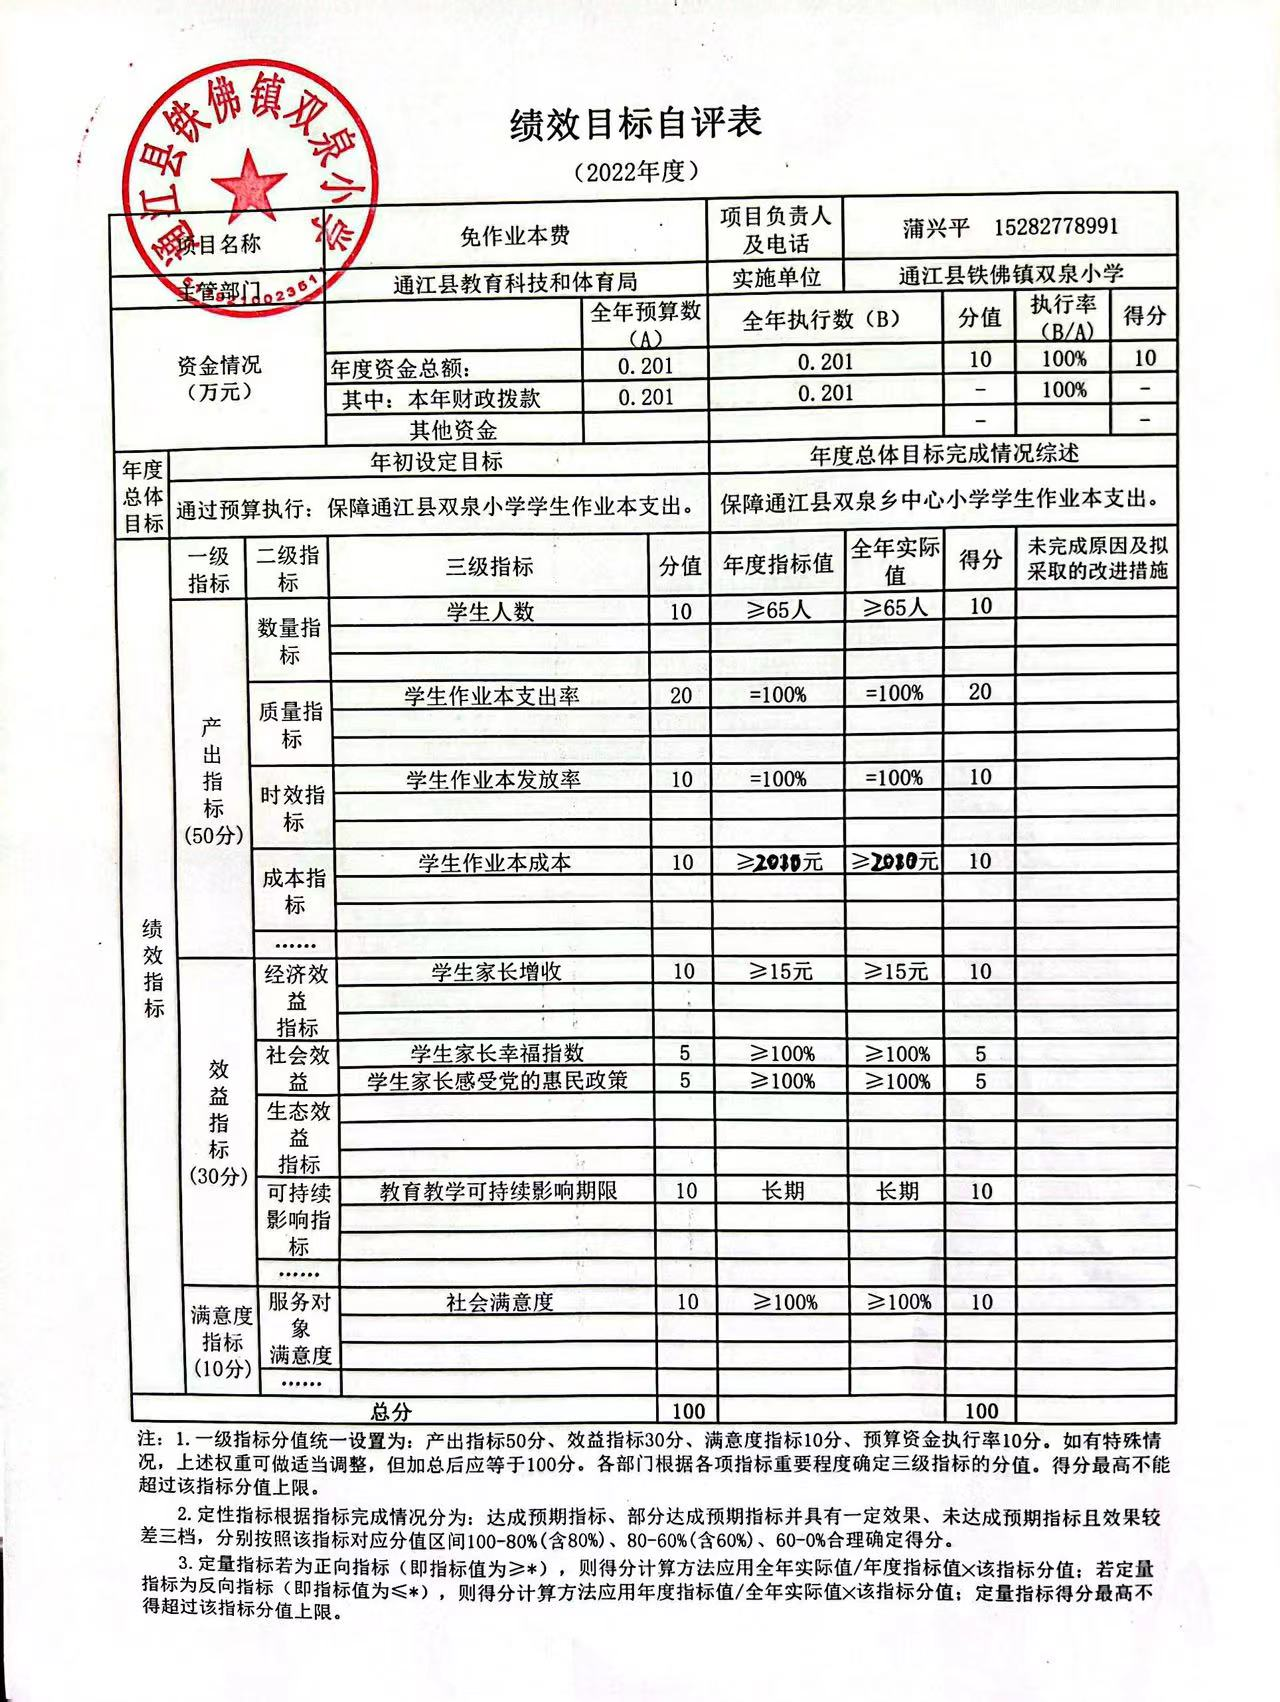 绩效目标自评表
（2022年度）
通江县铁佛镇双泉小学
项目名称 免作业本费 项目负责人及电话 蒲兴平 15282778991
主管部门 通江县教育科技和体育局 实施单位 通江县铁佛镇双泉小学
资金情况（万元） 全年预算数（A） 全年执行数（B） 分值 执行率（B/A） 得分
年度资金总额： 0.201 0.201 10 100% 10
其中：本年财政拨款 0.201 0.201 - 100% -
其他资金 - -
年度总体目标 年初设定目标 年度总体目标完成情况综述
通过预算执行：保障通江县双泉小学学生作业本支出。 保障通江县双泉乡中心小学学生作业本支出。
绩效指标 一级指标 二级指标 三级指标 分值 年度指标值 全年实际值 得分 未完成原因及拟采取的改进措施
产出指标(50分) 数量指标 学生人数 10 ≥65人 ≥65人 10
质量指标 学生作业本支出率 20 =100% =100% 20
时效指标 学生作业本发放率 10 =100% =100% 10
成本指标 学生作业本成本 10 ≥元 ≥元 10
……
效益指标(30分) 经济效益指标 学生家长增收 10 ≥15元 ≥15元 10
社会效益 学生家长幸福指数 5 ≥100% ≥100% 5
学生家长感受党的惠民政策 5 ≥100% ≥100% 5
生态效益指标
可持续影响指标 教育教学可持续影响期限 10 长期 长期 10
……
满意度指标(10分) 服务对象满意度 社会满意度 10 ≥100% ≥100% 10
……
总分 100 100
注：1.一级指标分值统一设置为：产出指标50分、效益指标30分、满意度指标10分、预算资金执行率10分。如有特殊情
况，上述权重可做适当调整，但加总后应等于100分。各部门根据各项指标重要程度确定三级指标的分值。得分最高不能
超过该指标分值上限。
2.定性指标根据指标完成情况分为：达成预期指标、部分达成预期指标并具有一定效果、未达成预期指标且效果较
差三档，分别按照该指标对应分值区间100-80%(含80%)、80-60%(含60%)、60-0%合理确定得分。
3.定量指标若为正向指标（即指标值为≥*），则得分计算方法应用全年实际值/年度指标值×该指标分值；若定量
指标为反向指标（即指标值为≤*），则得分计算方法应用年度指标值/全年实际值×该指标分值；定量指标得分最高不
得超过该指标分值上限。